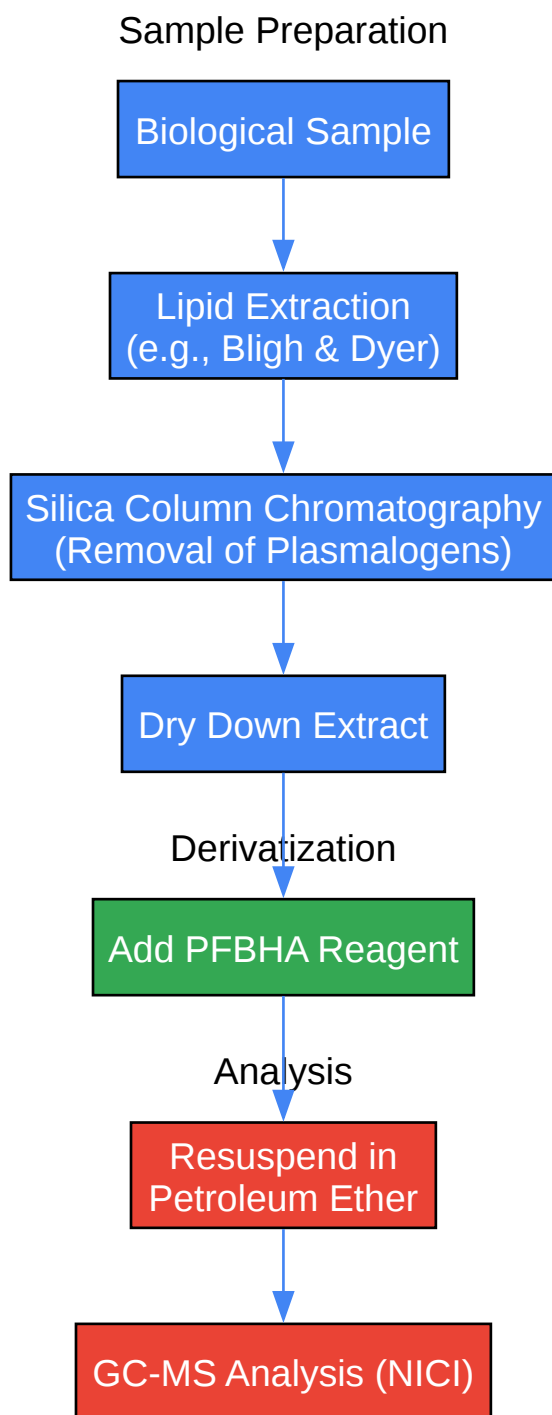 Sample Preparation
Biological Sample
Lipid Extraction
(e.g., Bligh & Dyer)
Silica Column Chromatography
(Removal of Plasmalogens)
Dry Down Extract
Derivatization
Add PFBHA Reagent
Analysis
Resuspend in
Petroleum Ether
GC-MS Analysis (NICI)